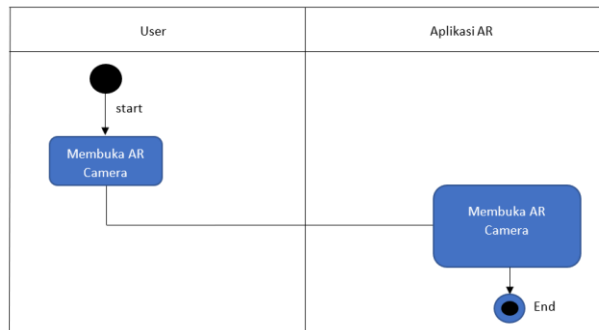 User
Aplikasi AR
start
Membuka AR
Camera
Membuka AR
Camera
End